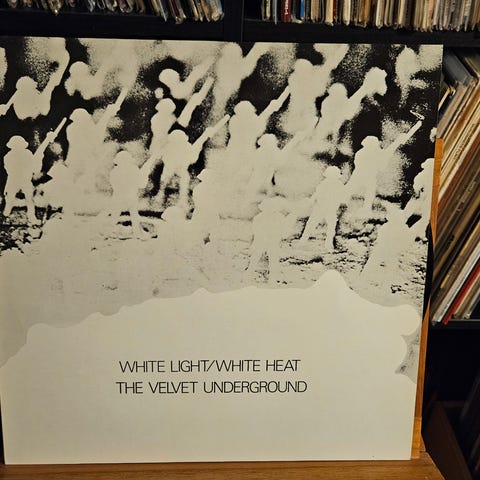 WHITE LIGHT/WHITE HEAT
THE VELVET UNDERGROUND